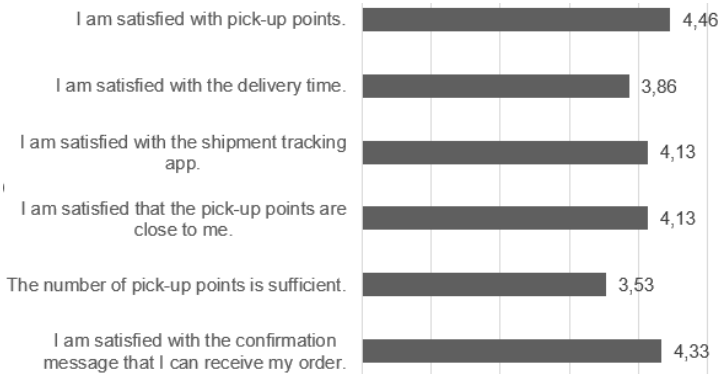 I am satisfied with pick-up points.
4,46
I am satisfied with the delivery time.
3,86
I am satisfied with the shipment tracking
app.
4,13
I am satisfied that the pick-up points are
close to me.
4,13
The number of pick-up points is sufficient.
3,53
I am satisfied with the confirmation
message that I can receive my order.
4,33